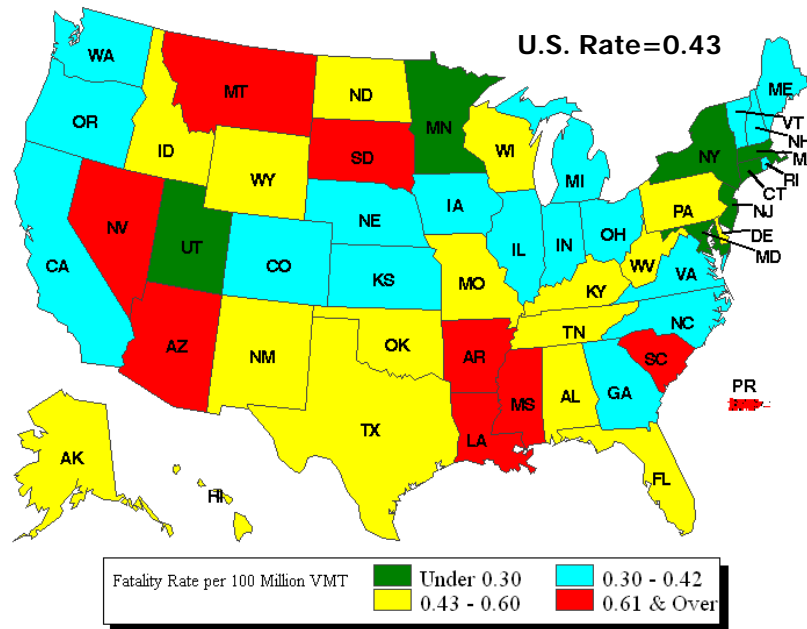 U.S. Rate=0.43
WA
MT
ND
MN
ME
OR
VT
NH
ID
SD
WI
NY
MA
RI
WY
MI
CT
IA
PA
NJ
NE
OH
DE
NV
IL
IN
MD
UT
CO
WV
CA
KS
MO
VA
KY
NC
TN
AZ
OK
NM
AR
SC
PR
MS
AL
GA
TX
LA
AK
FL
HI
Fatality Rate per 100 Million VMT
Under 0.30
0.30 - 0.42
0.43 - 0.60
0.61 & Over